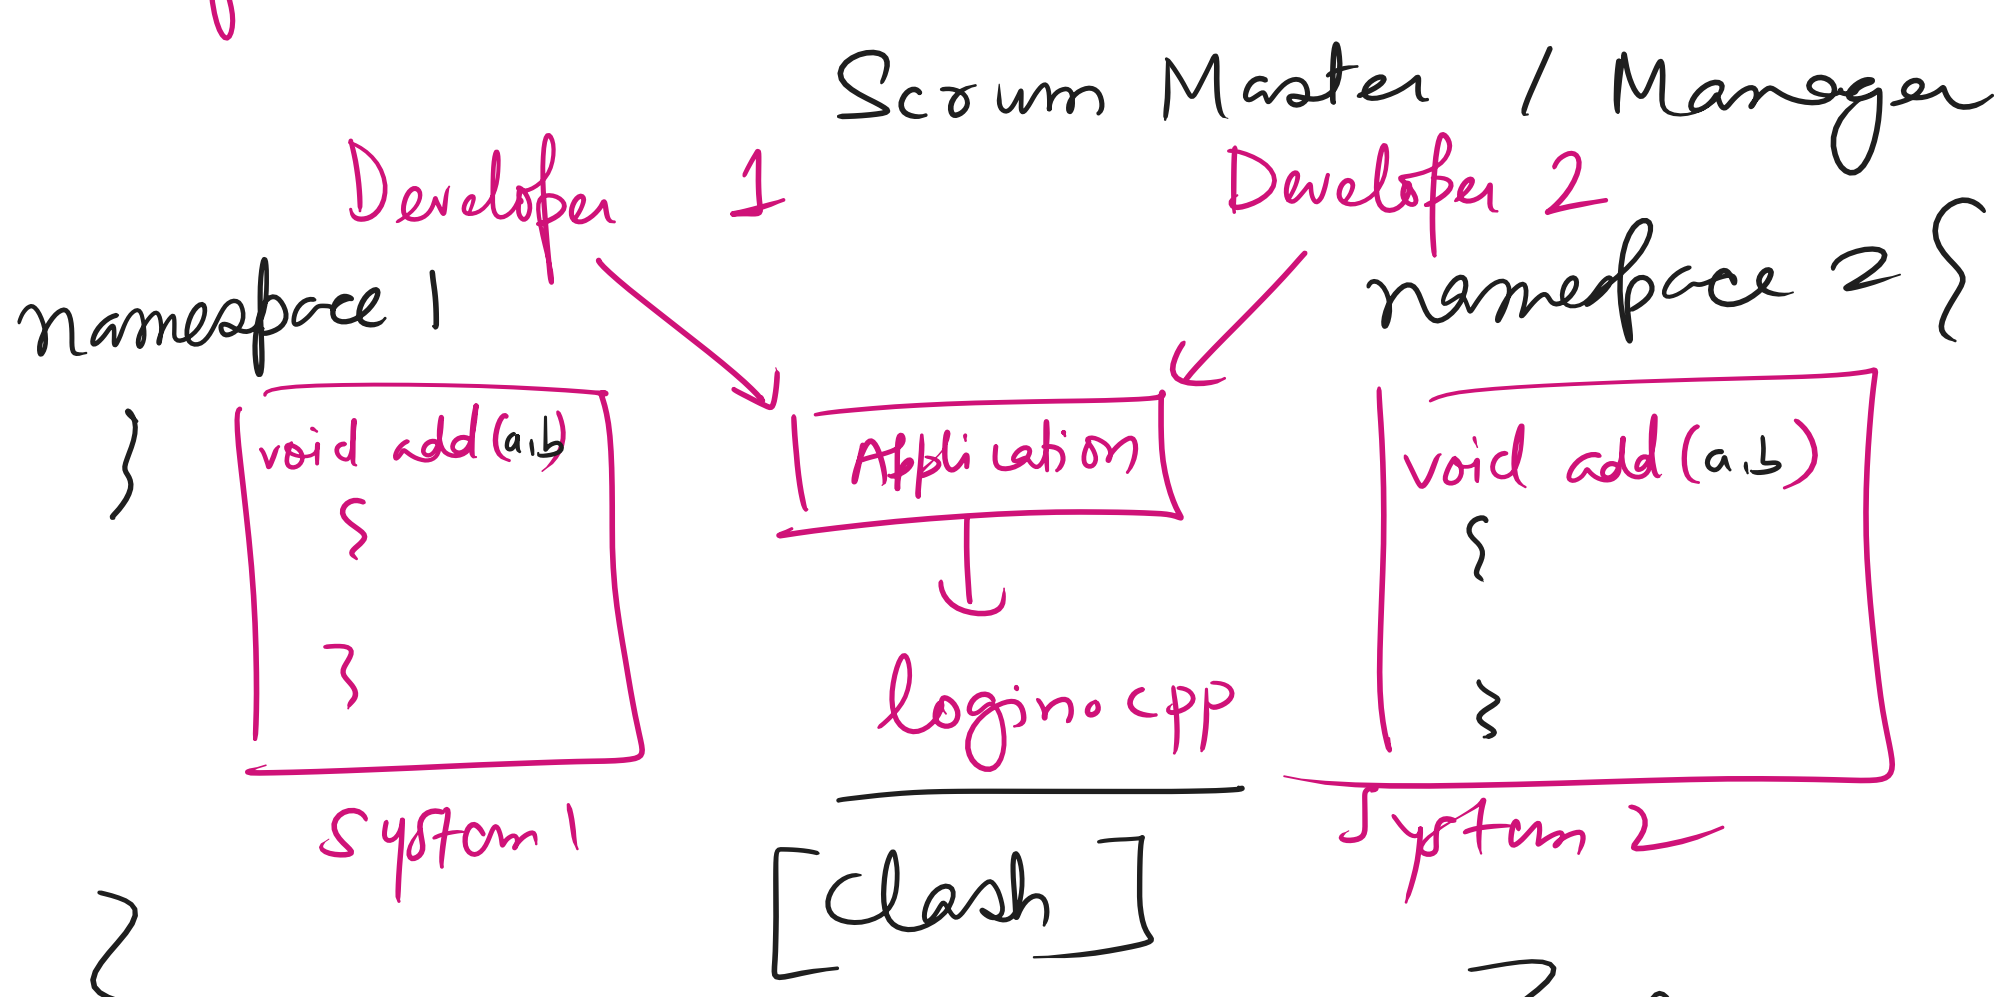 Scrum Master / Manager
Developer 1
Developer 2
namespace 1
namespace 2 {
}
void add(a,b)
{
}
System 1
Application
login.cpp
[Clash]
void add(a,b)
{
}
System 2
}